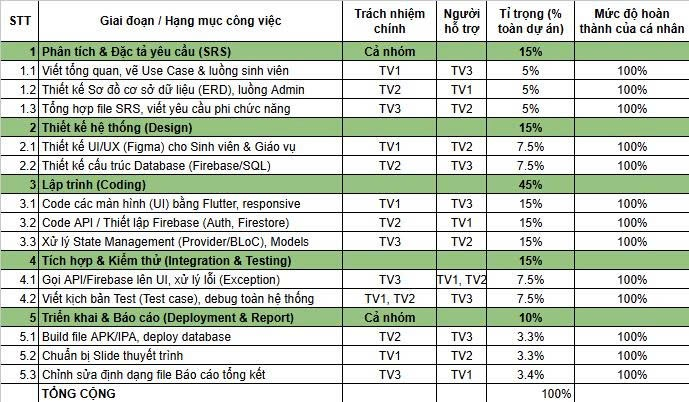 STT Giai đoạn / Hạng mục công việc Trách nhiệm chính Người hỗ trợ Tỉ trọng (% toàn dự án) Mức độ hoàn thành của cá nhân
1 Phân tích & Đặc tả yêu cầu (SRS) Cả nhóm 15%
1.1 Viết tổng quan, vẽ Use Case & luồng sinh viên TV1 TV3 5% 100%
1.2 Thiết kế Sơ đồ cơ sở dữ liệu (ERD), luồng Admin TV2 TV1 5% 100%
1.3 Tổng hợp file SRS, viết yêu cầu phi chức năng TV3 TV2 5% 100%
2 Thiết kế hệ thống (Design) 15%
2.1 Thiết kế UI/UX (Figma) cho Sinh viên & Giáo vụ TV1 TV2 7.5% 100%
2.2 Thiết kế cấu trúc Database (Firebase/SQL) TV2 TV3 7.5% 100%
3 Lập trình (Coding) 45%
3.1 Code các màn hình (UI) bằng Flutter, responsive TV1 TV3 15% 100%
3.2 Code API / Thiết lập Firebase (Auth, Firestore) TV2 TV1 15% 100%
3.3 Xử lý State Management (Provider/BLoC), Models TV3 TV2 15% 100%
4 Tích hợp & Kiểm thử (Integration & Testing) 15%
4.1 Gọi API/Firebase lên UI, xử lý lỗi (Exception) TV3 TV1, TV2 7.5% 100%
4.2 Viết kịch bản Test (Test case), debug toàn hệ thống TV1, TV2 TV3 7.5% 100%
5 Triển khai & Báo cáo (Deployment & Report) Cả nhóm 10%
5.1 Build file APK/IPA, deploy database TV2 TV3 3.3% 100%
5.2 Chuẩn bị Slide thuyết trình TV1 TV2 3.3% 100%
5.3 Chỉnh sửa định dạng file Báo cáo tổng kết TV3 TV1 3.4% 100%
TỔNG CỘNG 100%